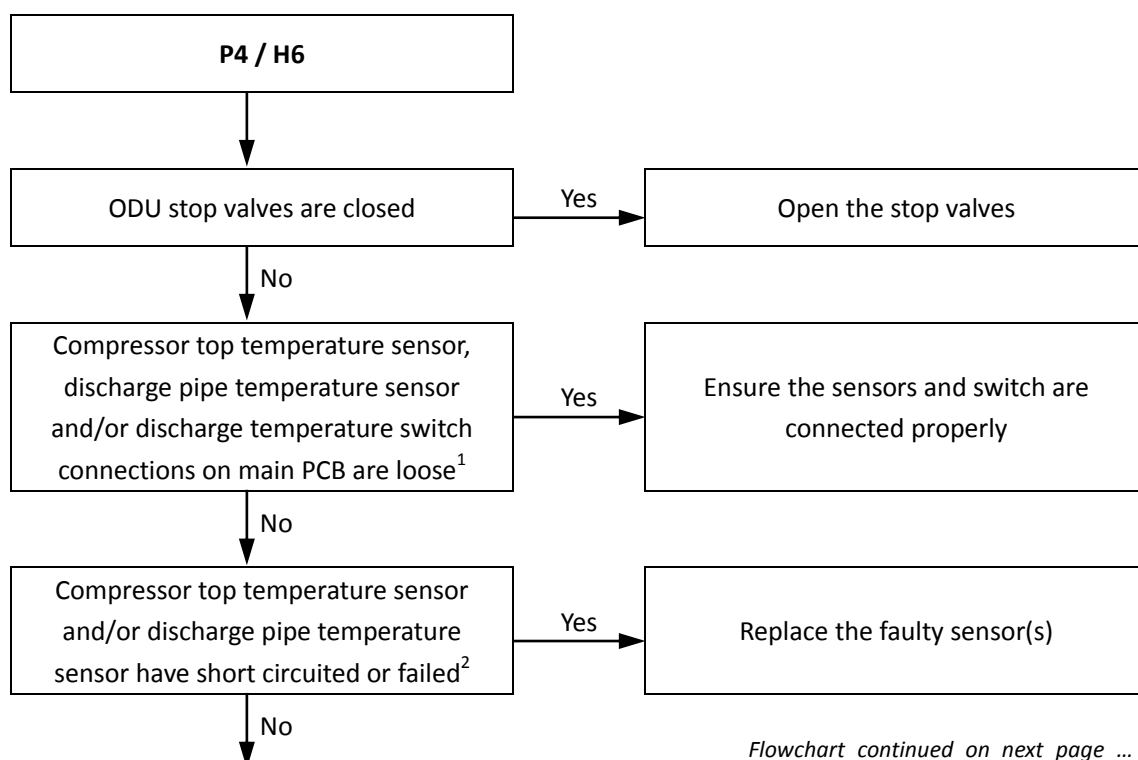 P4 / H6
ODU stop valves are closed
Yes
Open the stop valves
No
Compressor top temperature sensor,
discharge pipe temperature sensor
and/or discharge temperature switch
connections on main PCB are loose¹
Yes
Ensure the sensors and switch are
connected properly
No
Compressor top temperature sensor
and/or discharge pipe temperature
sensor have short circuited or failed²
Yes
Replace the faulty sensor(s)
No
Flowchart continued on next page …